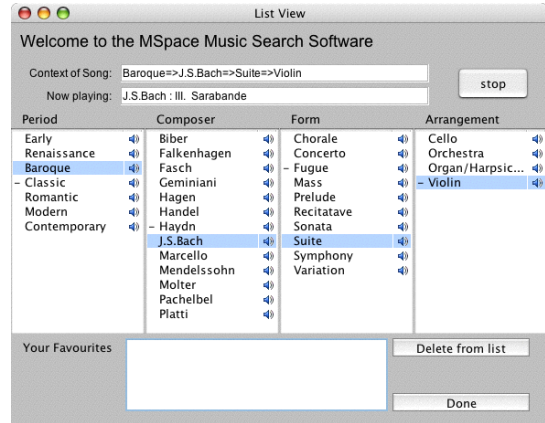 List View
Welcome to the MSpace Music Search Software
Context of Song: Baroque=>J.S.Bach=>Suite=>Violin
stop
Now playing: J.S.Bach : III. Sarabande
Period
Early
Renaissance
Baroque
– Classic
Romantic
Modern
Contemporary
Composer
Biber
Falkenhagen
Fasch
Geminiani
Hagen
Handel
– Haydn
J.S.Bach
Marcello
Mendelssohn
Molter
Pachelbel
Platti
Form
Chorale
Concerto
– Fugue
Mass
Prelude
Recitatave
Sonata
Suite
Symphony
Variation
Arrangement
Cello
Orchestra
Organ/Harpsic...
– Violin
Your Favourites
Delete from list
Done